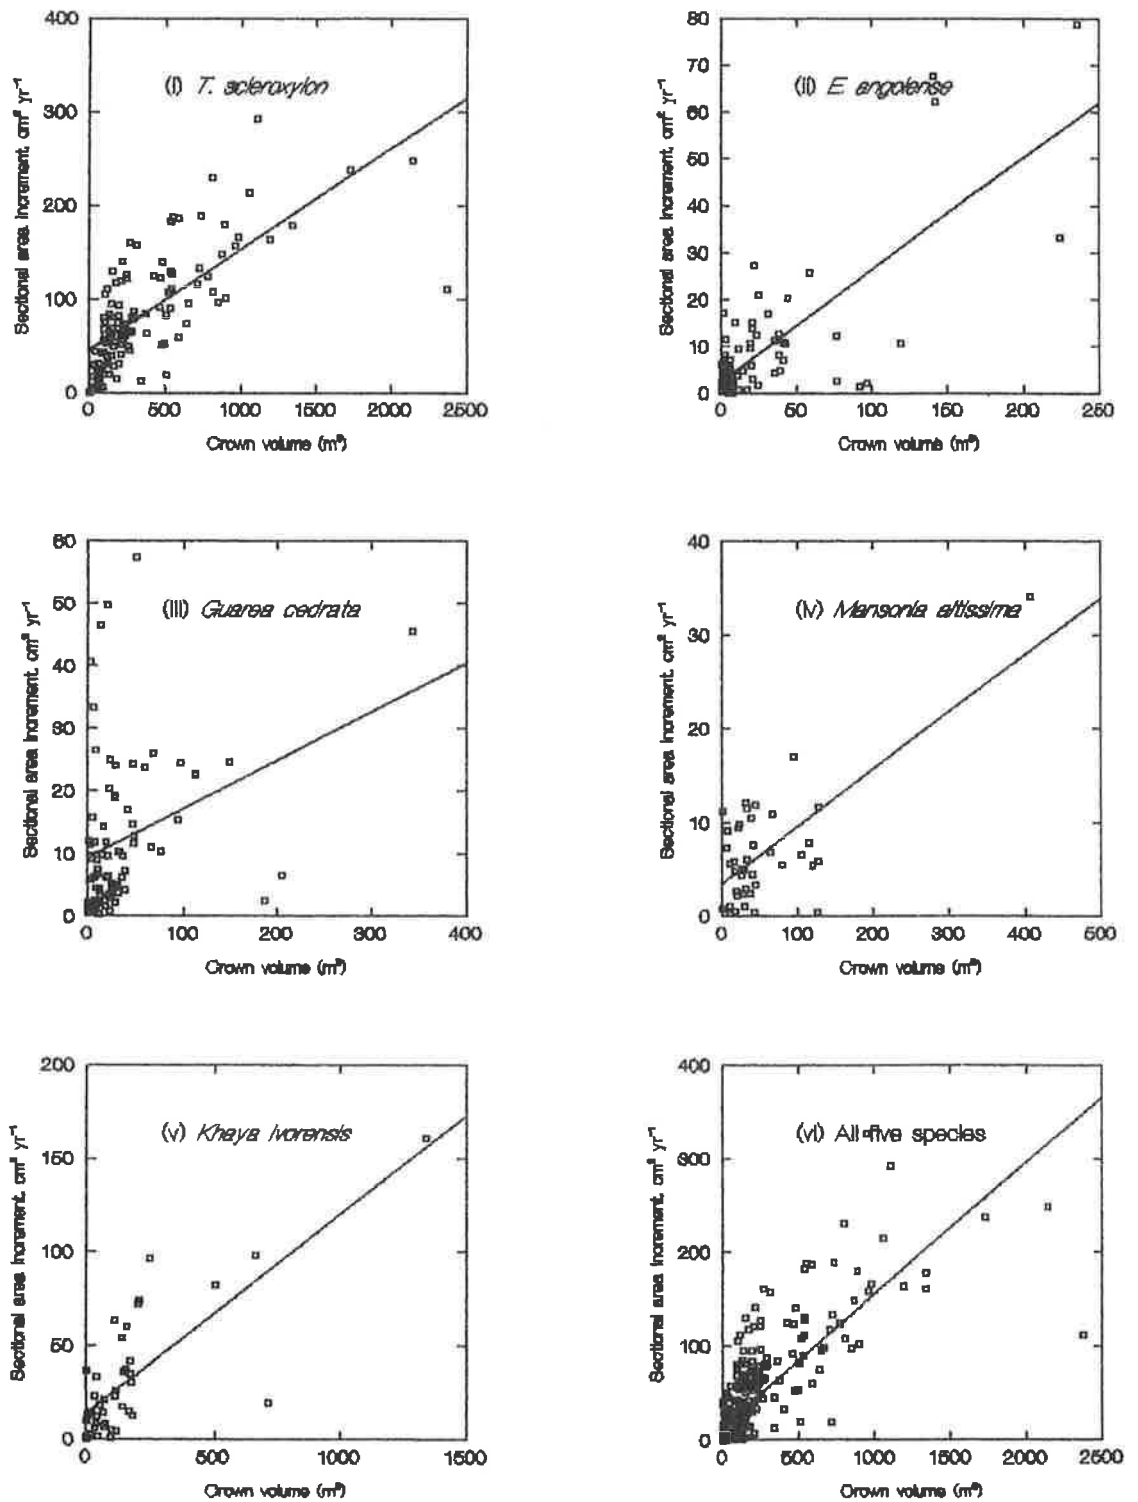 400
300
200
100
0
Sectional area increment. cm² yr⁻¹
(i) T. scleroxylon
0 500 1000 1500 2000 2500
Crown volume (m³)
80
70
60
50
40
30
20
10
0
Sectional area increment. cm² yr⁻¹
(ii) E. angolense
0 50 100 150 200 250
Crown volume (m³)
60
50
40
30
20
10
0
Sectional area increment. cm² yr⁻¹
(iii) Guarea cedrata
0 100 200 300 400
Crown volume (m³)
40
30
20
10
0
Sectional area increment. cm² yr⁻¹
(iv) Mansonia altissima
0 100 200 300 400 500
Crown volume (m³)
200
150
100
50
0
Sectional area increment. cm² yr⁻¹
(v) Khaya ivorensis
0 500 1000 1500
Crown volume (m³)
400
300
200
100
0
Sectional area increment. cm² yr⁻¹
(vi) All five species
0 500 1000 1500 2000 2500
Crown volume (m³)